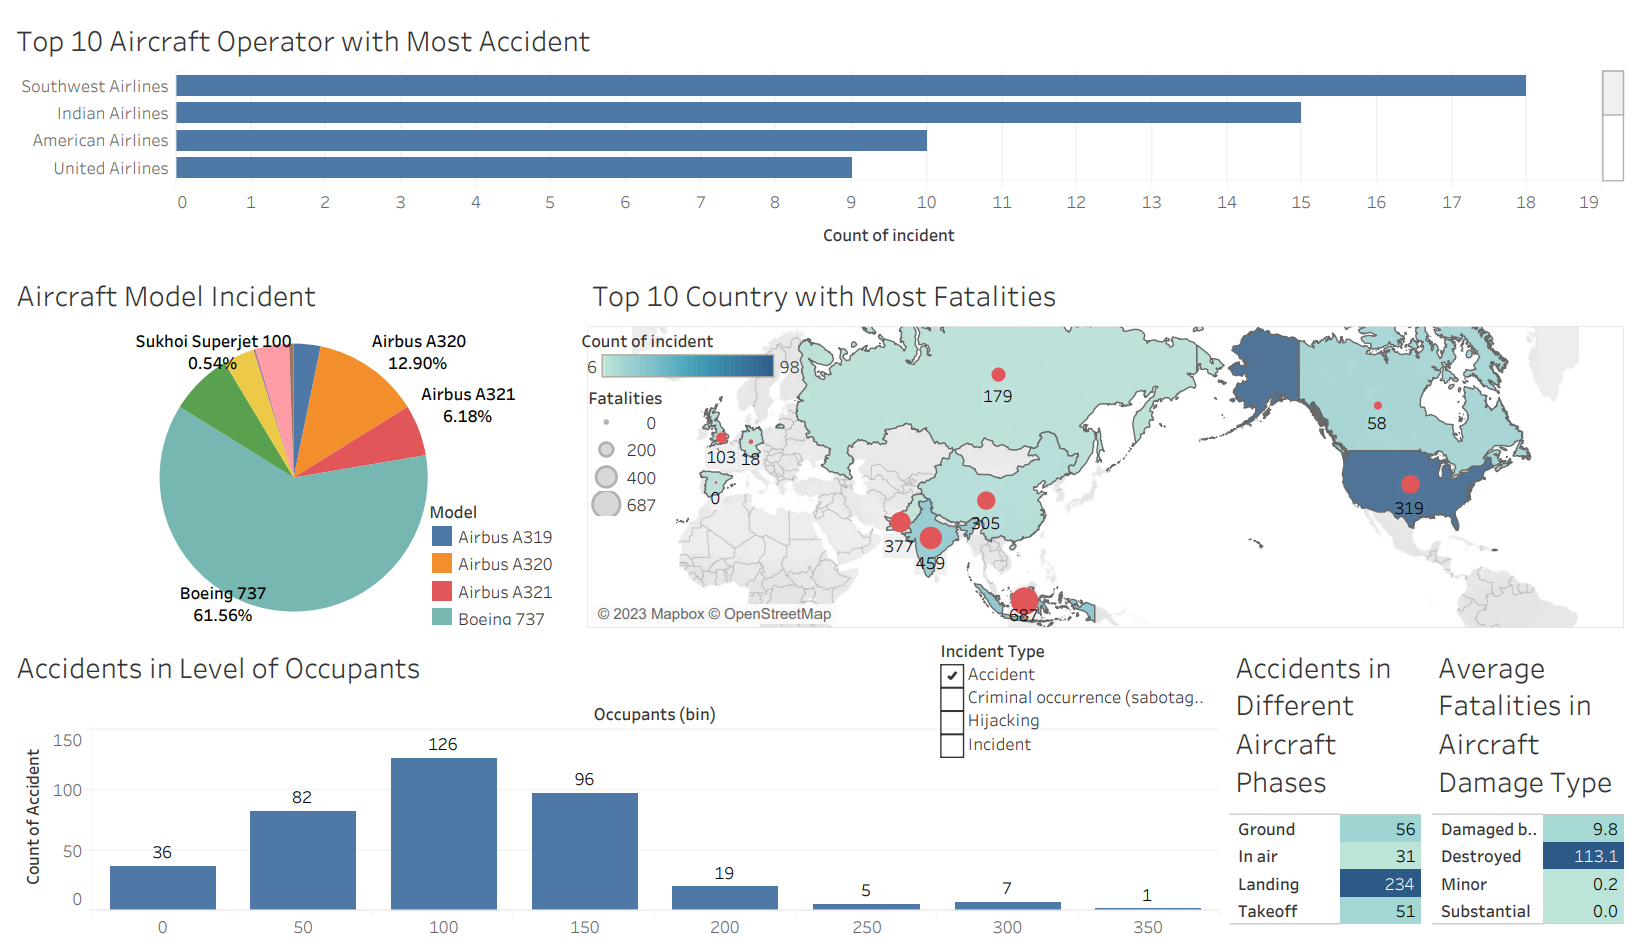 Top 10 Aircraft Operator with Most Accident
Southwest Airlines
Indian Airlines
American Airlines
United Airlines
0 1 2 3 4 5 6 7 8 9 10 11 12 13 14 15 16 17 18 19
Count of incident
Aircraft Model Incident
Sukhoi Superjet 100
0.54%
Airbus A320
12.90%
Airbus A321
6.18%
Boeing 737
61.56%
Model
Airbus A319
Airbus A320
Airbus A321
Boeing 737
Top 10 Country with Most Fatalities
Count of incident
6 98
Fatalities
0
200
400
687
179
58
103 18
0
319
305
377
459
687
© 2023 Mapbox © OpenStreetMap
Accidents in Level of Occupants
Occupants (bin)
Count of Accident
150
100
50
0
36
82
126
96
19
5
7
1
0 50 100 150 200 250 300 350
Incident Type
Accident
Criminal occurrence (sabotag..
Hijacking
Incident
Accidents in
Different
Aircraft
Phases
Ground 56
In air 31
Landing 234
Takeoff 51
Average
Fatalities in
Aircraft
Damage Type
Damaged b.. 9.8
Destroyed 113.1
Minor 0.2
Substantial 0.0